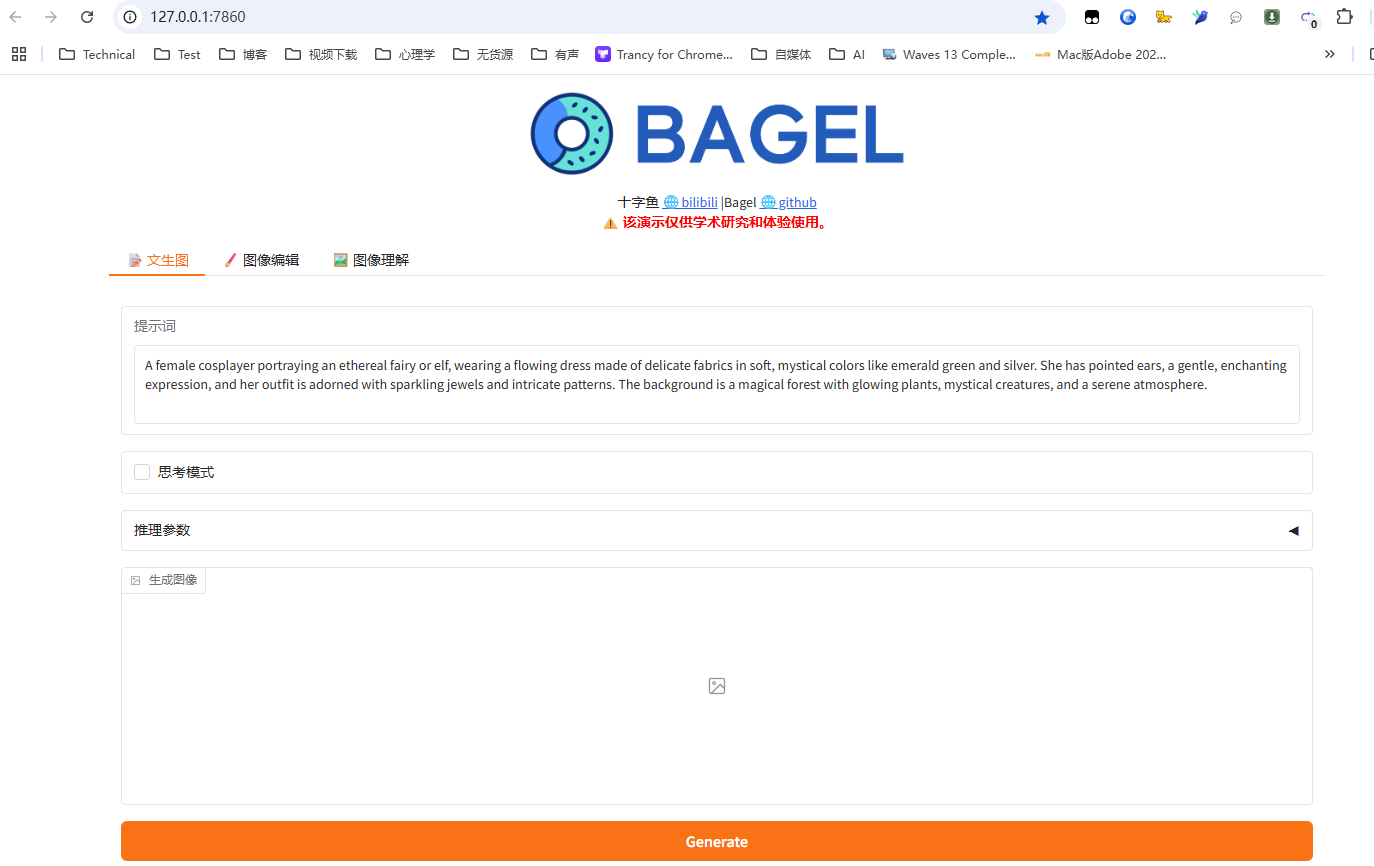 127.0.0.1:7860
0
Technical Test 博客 视频下载 心理学 无货源 有声 Trancy for Chrome... 自媒体 AI Waves 13 Comple... Mac版Adobe 202...
BAGEL
十字鱼 bilibili |Bagel github
该演示仅供学术研究和体验使用。
文生图 图像编辑 图像理解
提示词
A female cosplayer portraying an ethereal fairy or elf, wearing a flowing dress made of delicate fabrics in soft, mystical colors like emerald green and silver. She has pointed ears, a gentle, enchanting
expression, and her outfit is adorned with sparkling jewels and intricate patterns. The background is a magical forest with glowing plants, mystical creatures, and a serene atmosphere.
思考模式
推理参数
生成图像
Generate